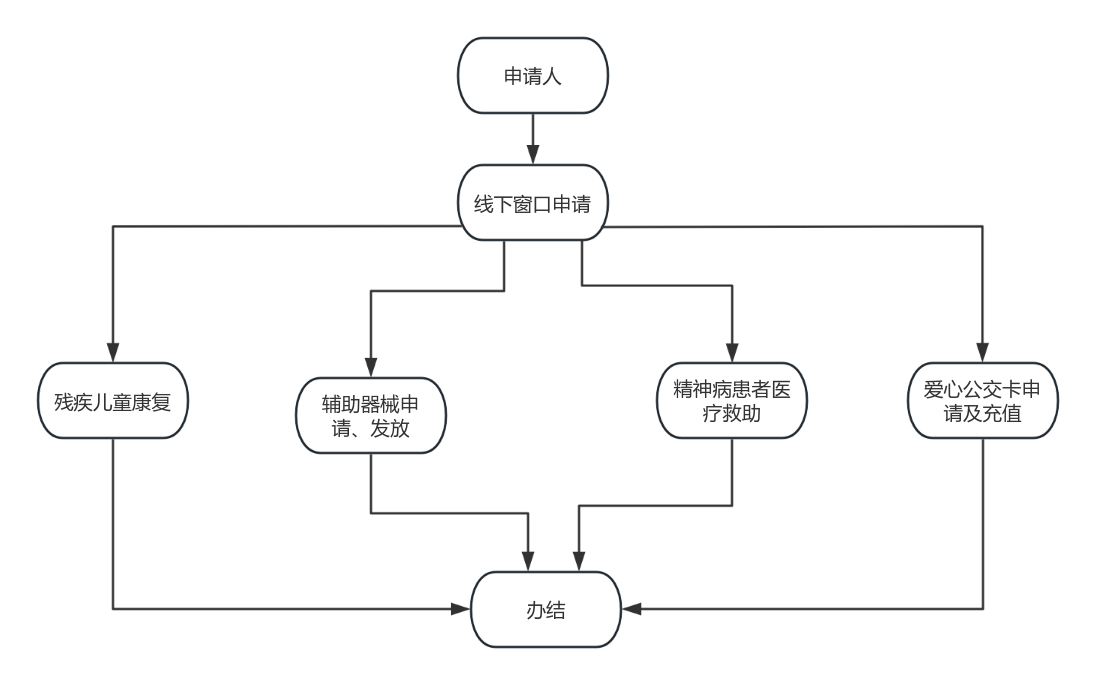 申请人
线下窗口申请
残疾儿童康复
辅助器械申
请、发放
精神病患者医
疗救助
爱心公交卡申
请及充值
办结